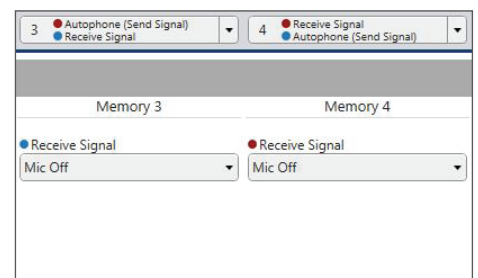 3 Autophone (Send Signal)
Receive Signal
4 Receive Signal
Autophone (Send Signal)
Memory 3
Memory 4
Receive Signal
Receive Signal
Mic Off
Mic Off